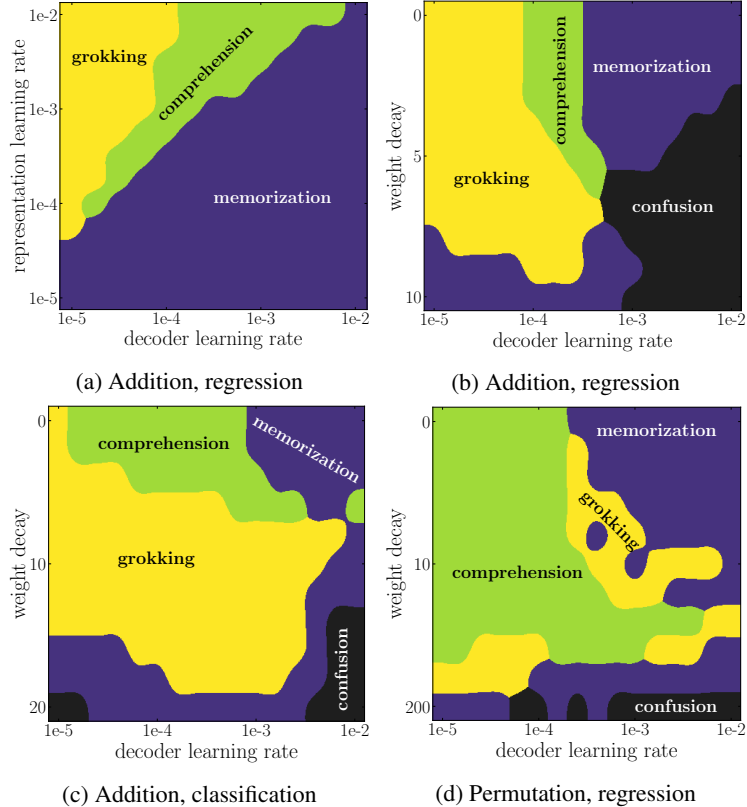 1e-2
1e-3
1e-4
1e-5
representation learning rate
grokking
comprehension
memorization
1e-5
1e-4
1e-3
1e-2
decoder learning rate
(a) Addition, regression
0
5
10
weight decay
comprehension
memorization
grokking
confusion
1e-5
1e-4
1e-3
1e-2
decoder learning rate
(b) Addition, regression
0
10
20
weight decay
comprehension
memorization
grokking
confusion
1e-5
1e-4
1e-3
1e-2
decoder learning rate
(c) Addition, classification
0
5
10
15
200
weight decay
memorization
grokking
comprehension
confusion
1e-5
1e-4
1e-3
1e-2
decoder learning rate
(d) Permutation, regression